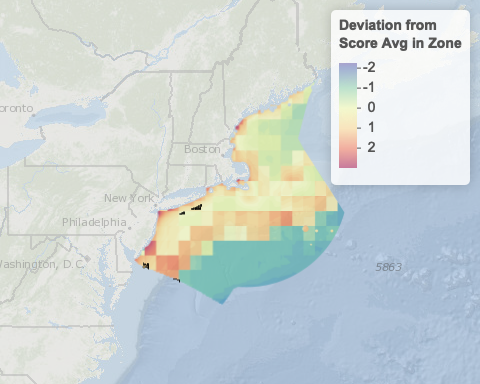 Deviation from
Score Avg in Zone
-2
-1
0
1
2
oronto
Boston
New York
Philadelphia
Washington, D.C.
5863